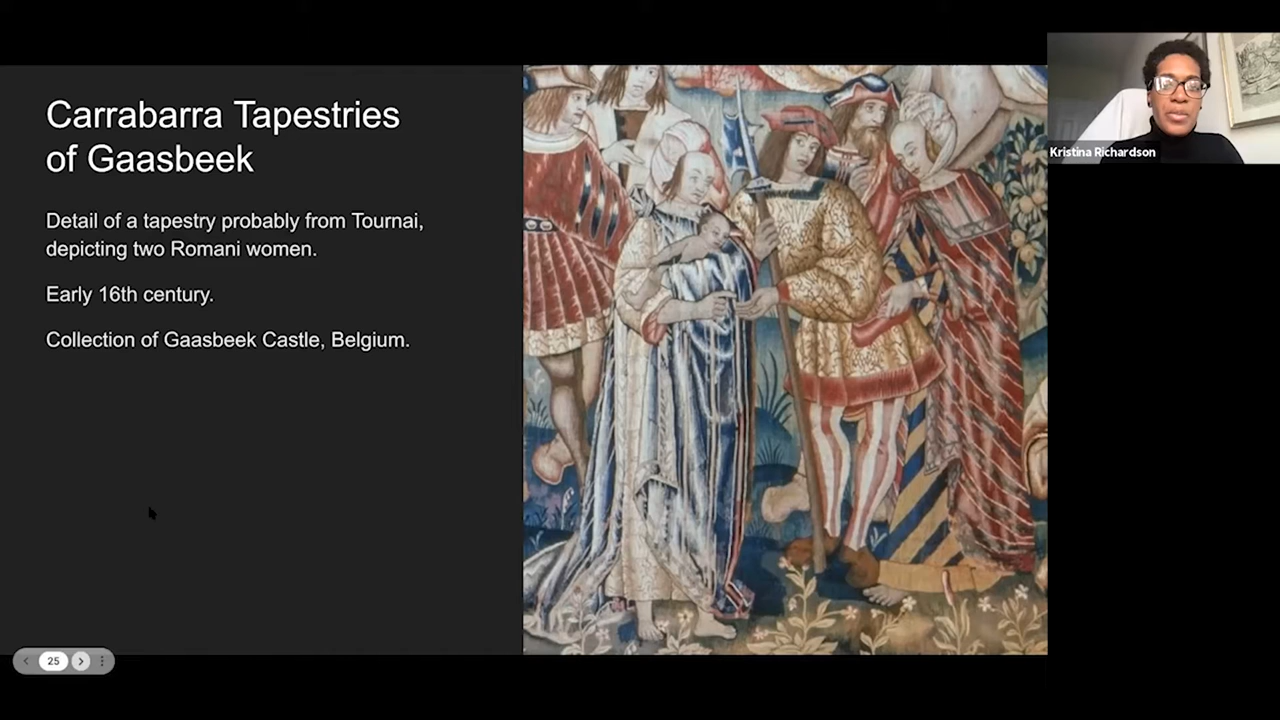 Carrabarra Tapestries
of Gaasbeek
Detail of a tapestry probably from Tournai,
depicting two Romani women.
Early 16th century.
Collection of Gaasbeek Castle, Belgium.
Kristina Richardson
25